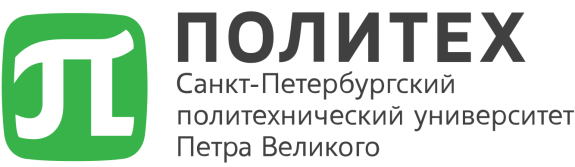 ПОЛИТЕХ
Санкт-Петербургский
политехнический университет
Петра Великого